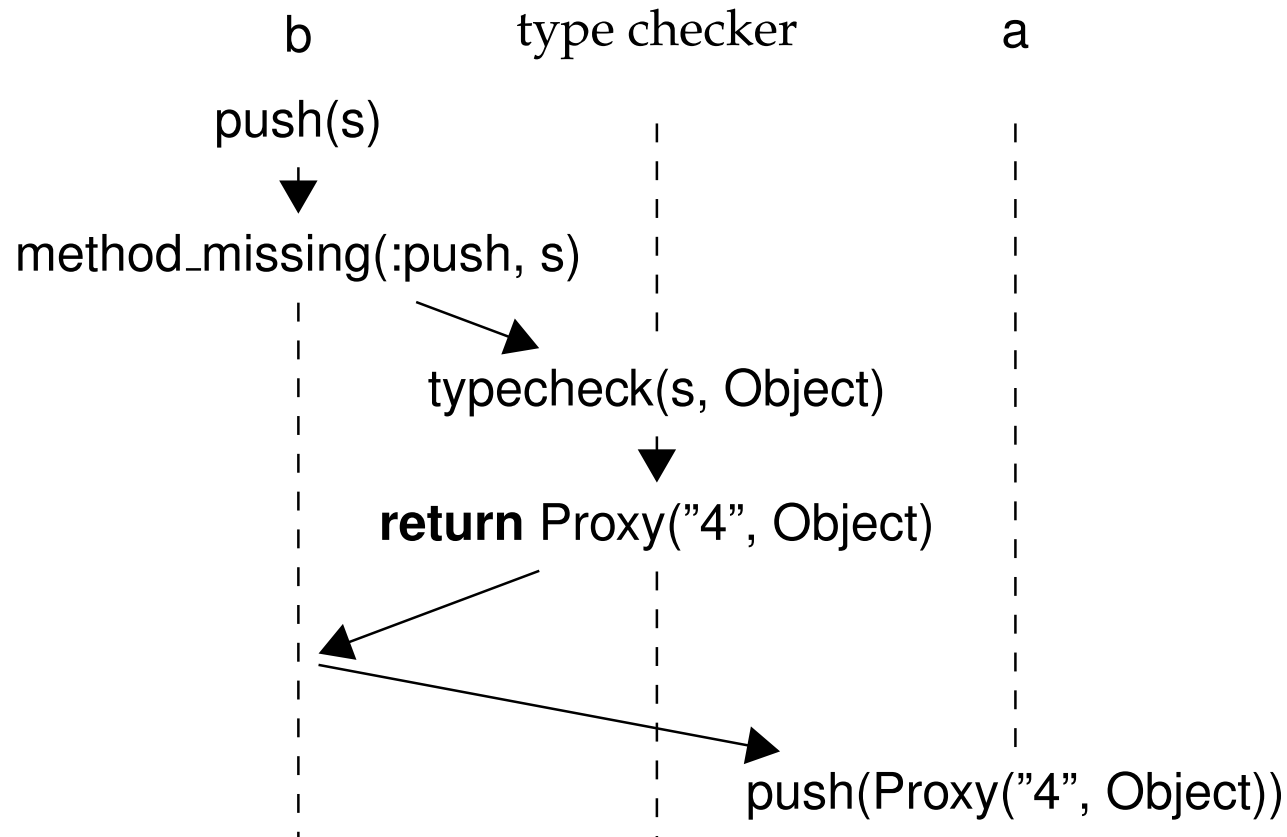 b type checker a
push(s)
method_missing(:push, s)
typecheck(s, Object)
return Proxy(”4”, Object)
push(Proxy(”4”, Object))